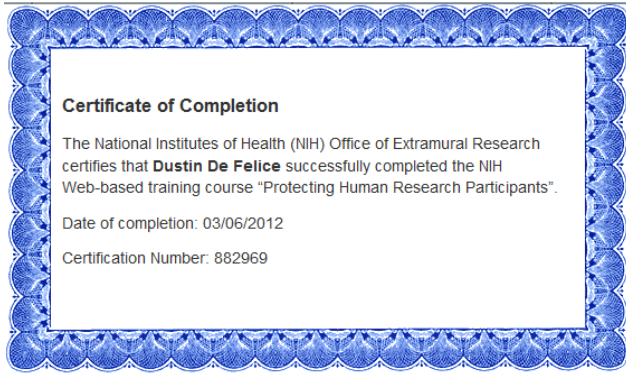 Certificate of Completion
The National Institutes of Health (NIH) Office of Extramural Research
certifies that Dustin De Felice successfully completed the NIH
Web-based training course “Protecting Human Research Participants”.
Date of completion: 03/06/2012
Certification Number: 882969